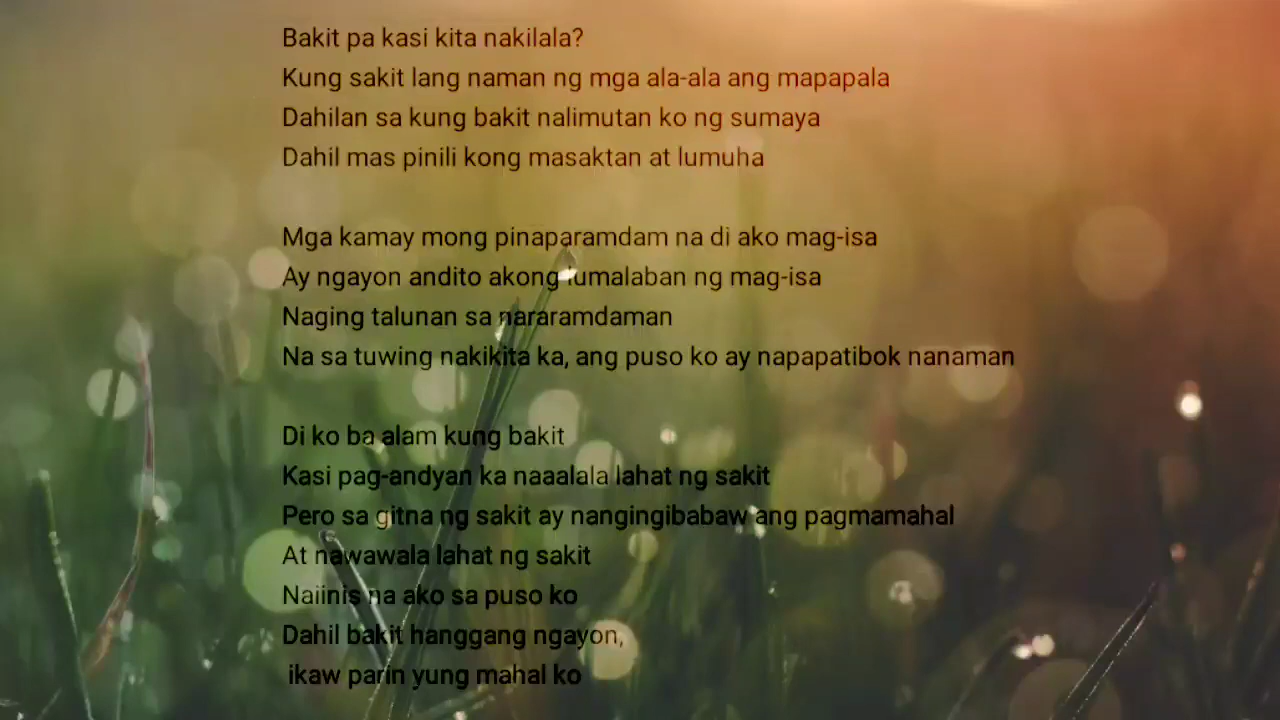 Bakit pa kasi kita nakilala?
Kung sakit lang naman ng mga ala-ala ang mapapala
Dahilan sa kung bakit nalimutan ko ng sumaya
Dahil mas pinili kong masaktan at lumuha
Mga kamay mong pinaparamdam na di ako mag-isa
Ay ngayon andito akong lumalaban ng mag-isa
Naging talunan sa nararamdaman
Na sa tuwing nakikita ka, ang puso ko ay napapatibok nanaman
Di ko ba alam kung bakit
Kasi pag-andyan ka naaalala lahat ng sakit
Pero sa gitna ng sakit ay nangingibabaw ang pagmamahal
At nawawala lahat ng sakit
Naiinis na ako sa puso ko
Dahil bakit hanggang ngayon,
ikaw parin yung mahal ko